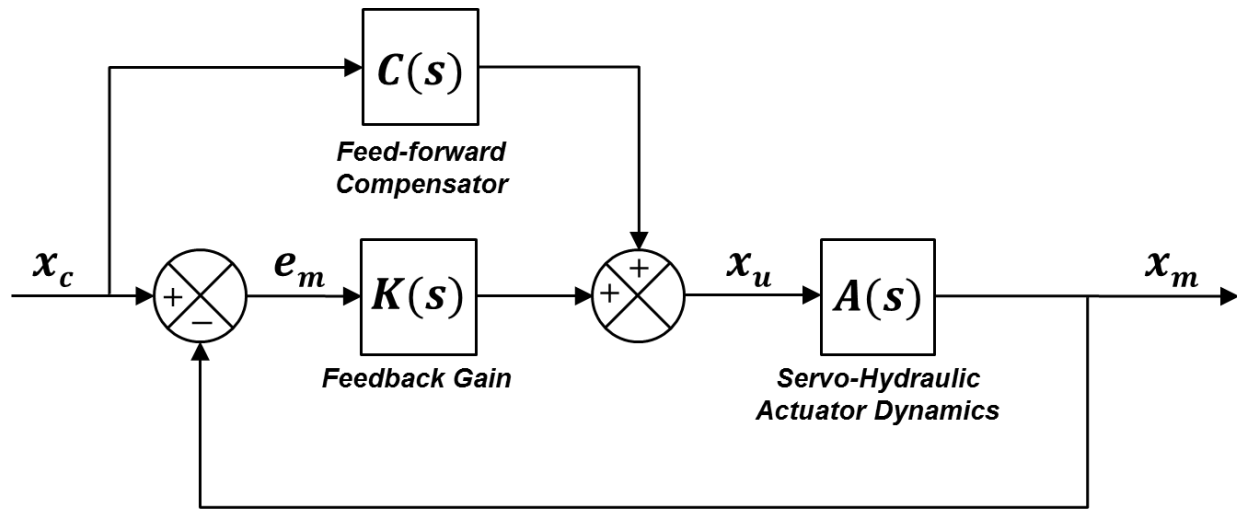 C(s)
Feed-forward
Compensator
x_c
+
−
e_m
K(s)
Feedback Gain
+
+
x_u
A(s)
Servo-Hydraulic
Actuator Dynamics
x_m